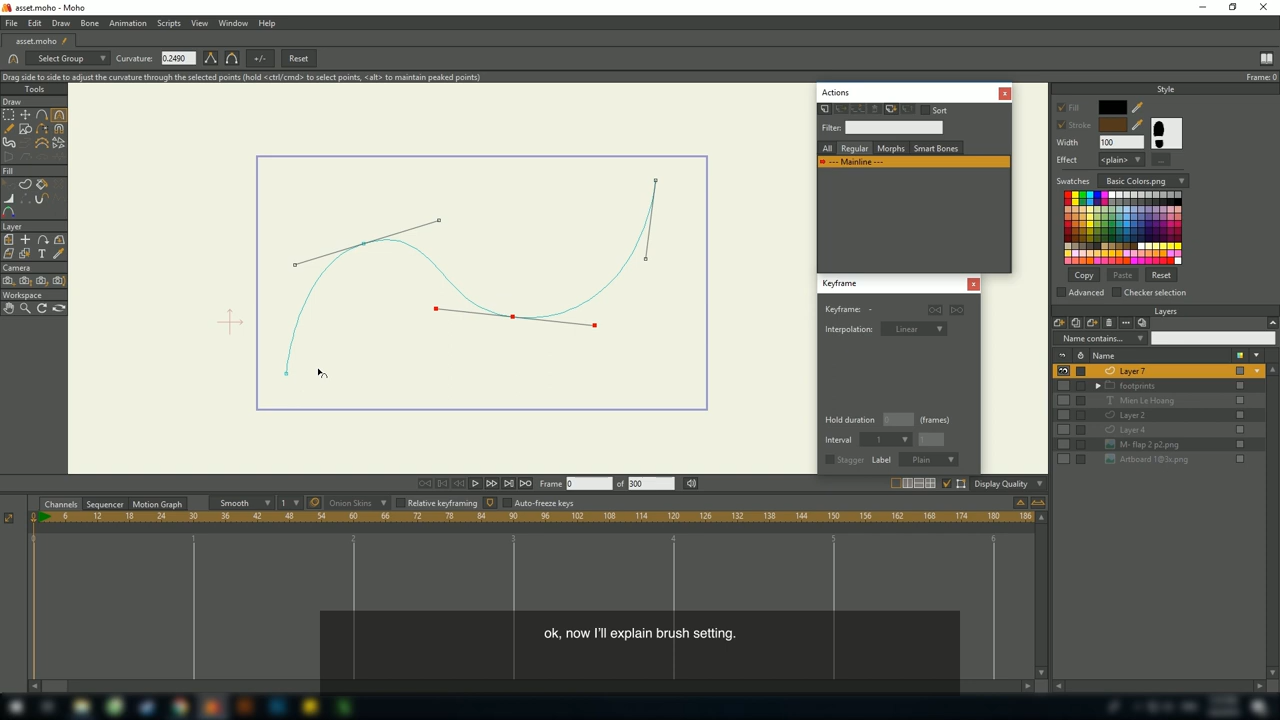 asset.moho - Moho
File Edit Draw Bone Animation Scripts View Window Help
asset.moho
Select Group Curvature: 0.2490 +/- Reset
Drag side to side to adjust the curvature through the selected points (hold <ctrl/cmd> to select points, <alt> to maintain peaked points) Frame: 0
Tools
Draw
Fill
Layer
Camera
Workspace
Actions
Sort
Filter:
All Regular Morphs Smart Bones
--- Mainline ---
Keyframe
Keyframe: -
Interpolation: Linear
Hold duration 0 (frames)
Interval 1 1
Stagger Label Plain
Style
Fill
Stroke
Width 100
Effect <plain> ...
Swatches Basic Colors.png
Copy Paste Reset
Advanced Checker selection
Layers
Name contains...
Name
Layer 7
footprints
Mien Le Hoang
Layer 2
Layer 4
M- flap 2 p2.png
Artboard 1@3x.png
Frame 0 of 300 Display Quality
Channels Sequencer Motion Graph Smooth 1 Onion Skins Relative keyframing Auto-freeze keys
0 6 12 18 24 30 36 42 48 54 60 66 72 78 84 90 96 102 108 114 120 126 132 138 144 150 156 162 168 174 180 186
0 1 2 3 4 5 6
ok, now I'll explain brush setting.